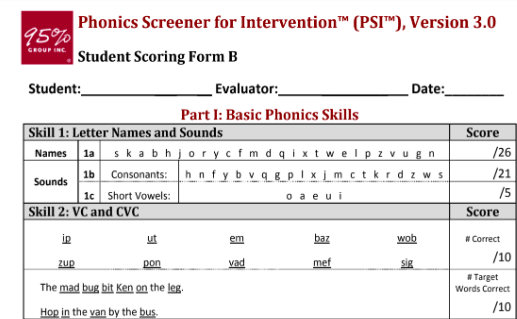 95%
GROUP INC.
Phonics Screener for Intervention™ (PSI™), Version 3.0
Student Scoring Form B
Student:____ Evaluator:____ Date:____
Part I: Basic Phonics Skills
Skill 1: Letter Names and Sounds Score
Names 1a s k a b h j o r y c f m d q i x t w e l p z v u g n /26
Sounds 1b Consonants: h n f y b v q g p l x j m c t k r d z w s /21
1c Short Vowels: o a e u i /5
Skill 2: VC and CVC Score
ip ut em baz wob # Correct
zup pon vad mef sig /10
The mad bug bit Ken on the leg. # Target Words Correct
Hop in the van by the bus. /10